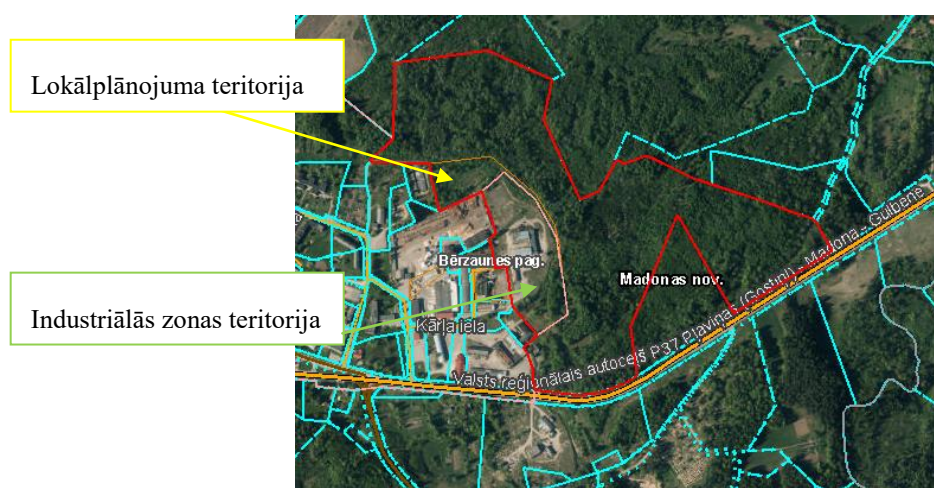 Lokālplānojuma teritorija
Bērzaunes pag.
Madonas nov.
Industriālās zonas teritorija
Kārļa iela
Valsts reģionālais autoceļš P37 Pļaviņas (Gostiņi) - Madona - Gulbene